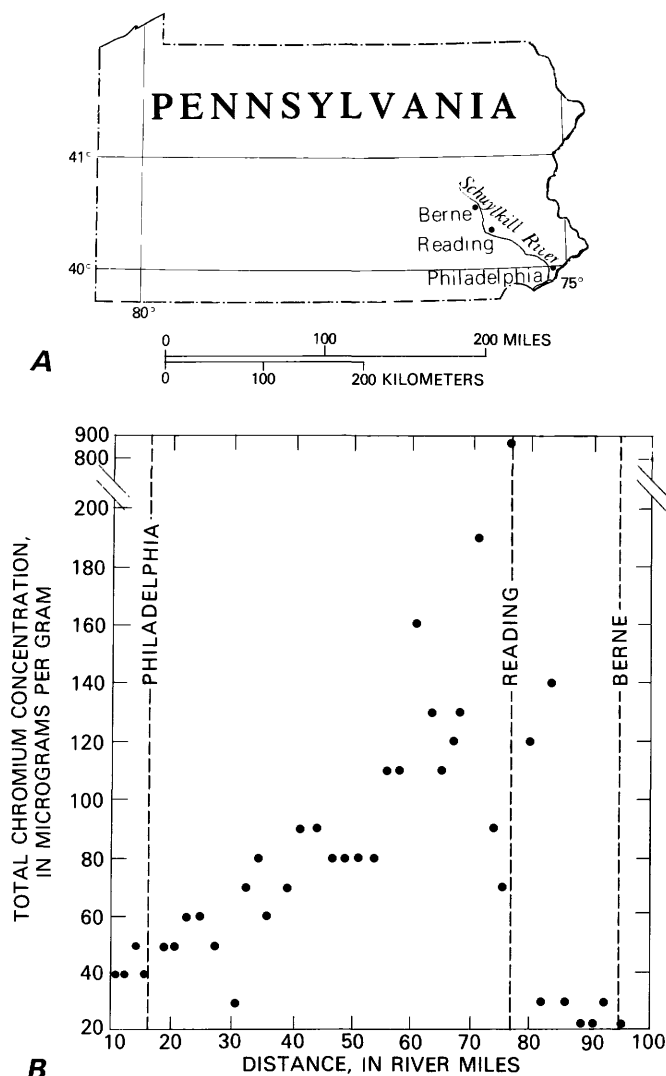 PENNSYLVANIA
41°
Schuylkill River
Berne
Reading
40°
Philadelphia
75°
80°
A
0 100 200 MILES
0 100 200 KILOMETERS
900
800
200
180
160
140
120
100
80
60
40
20
TOTAL CHROMIUM CONCENTRATION,
IN MICROGRAMS PER GRAM
PHILADELPHIA
READING
BERNE
10 20 30 40 50 60 70 80 90 100
DISTANCE, IN RIVER MILES
B